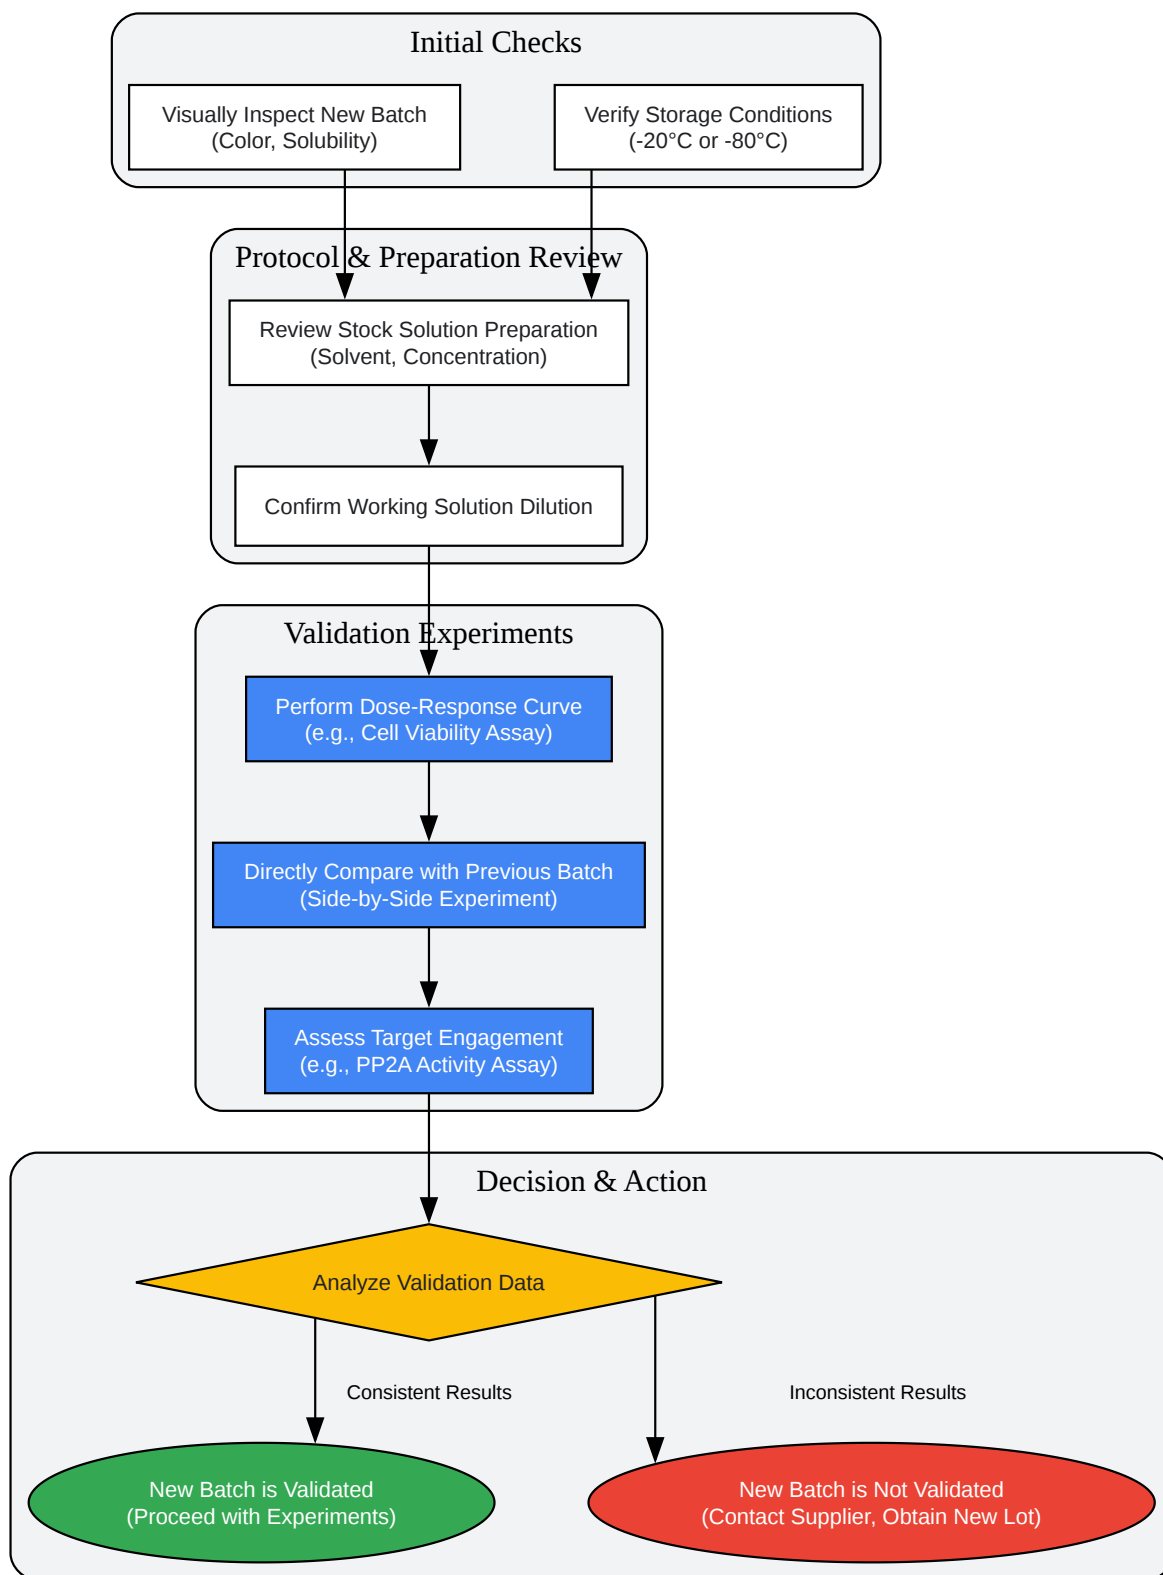 Initial Checks
Visually Inspect New Batch
(Color, Solubility)
Verify Storage Conditions
(-20°C or -80°C)
Protocol & Preparation Review
Review Stock Solution Preparation
(Solvent, Concentration)
Confirm Working Solution Dilution
Validation Experiments
Perform Dose-Response Curve
(e.g., Cell Viability Assay)
Directly Compare with Previous Batch
(Side-by-Side Experiment)
Assess Target Engagement
(e.g., PP2A Activity Assay)
Decision & Action
Analyze Validation Data
Consistent Results
Inconsistent Results
New Batch is Validated
(Proceed with Experiments)
New Batch is Not Validated
(Contact Supplier, Obtain New Lot)